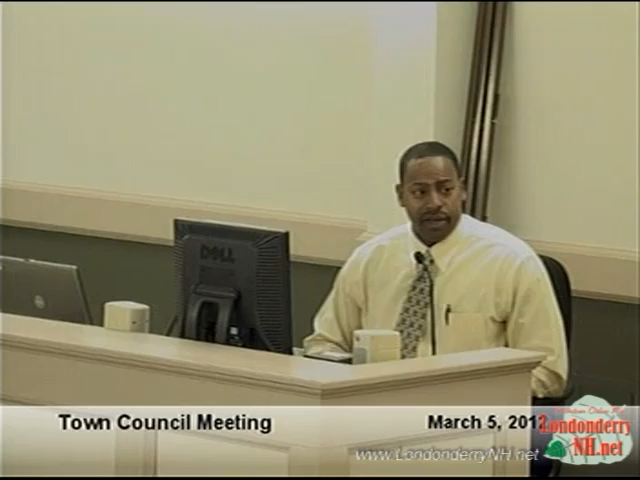 DELL
Town Council Meeting
March 5, 201
Londonderry
NH.net
www.LondonderryNH.net